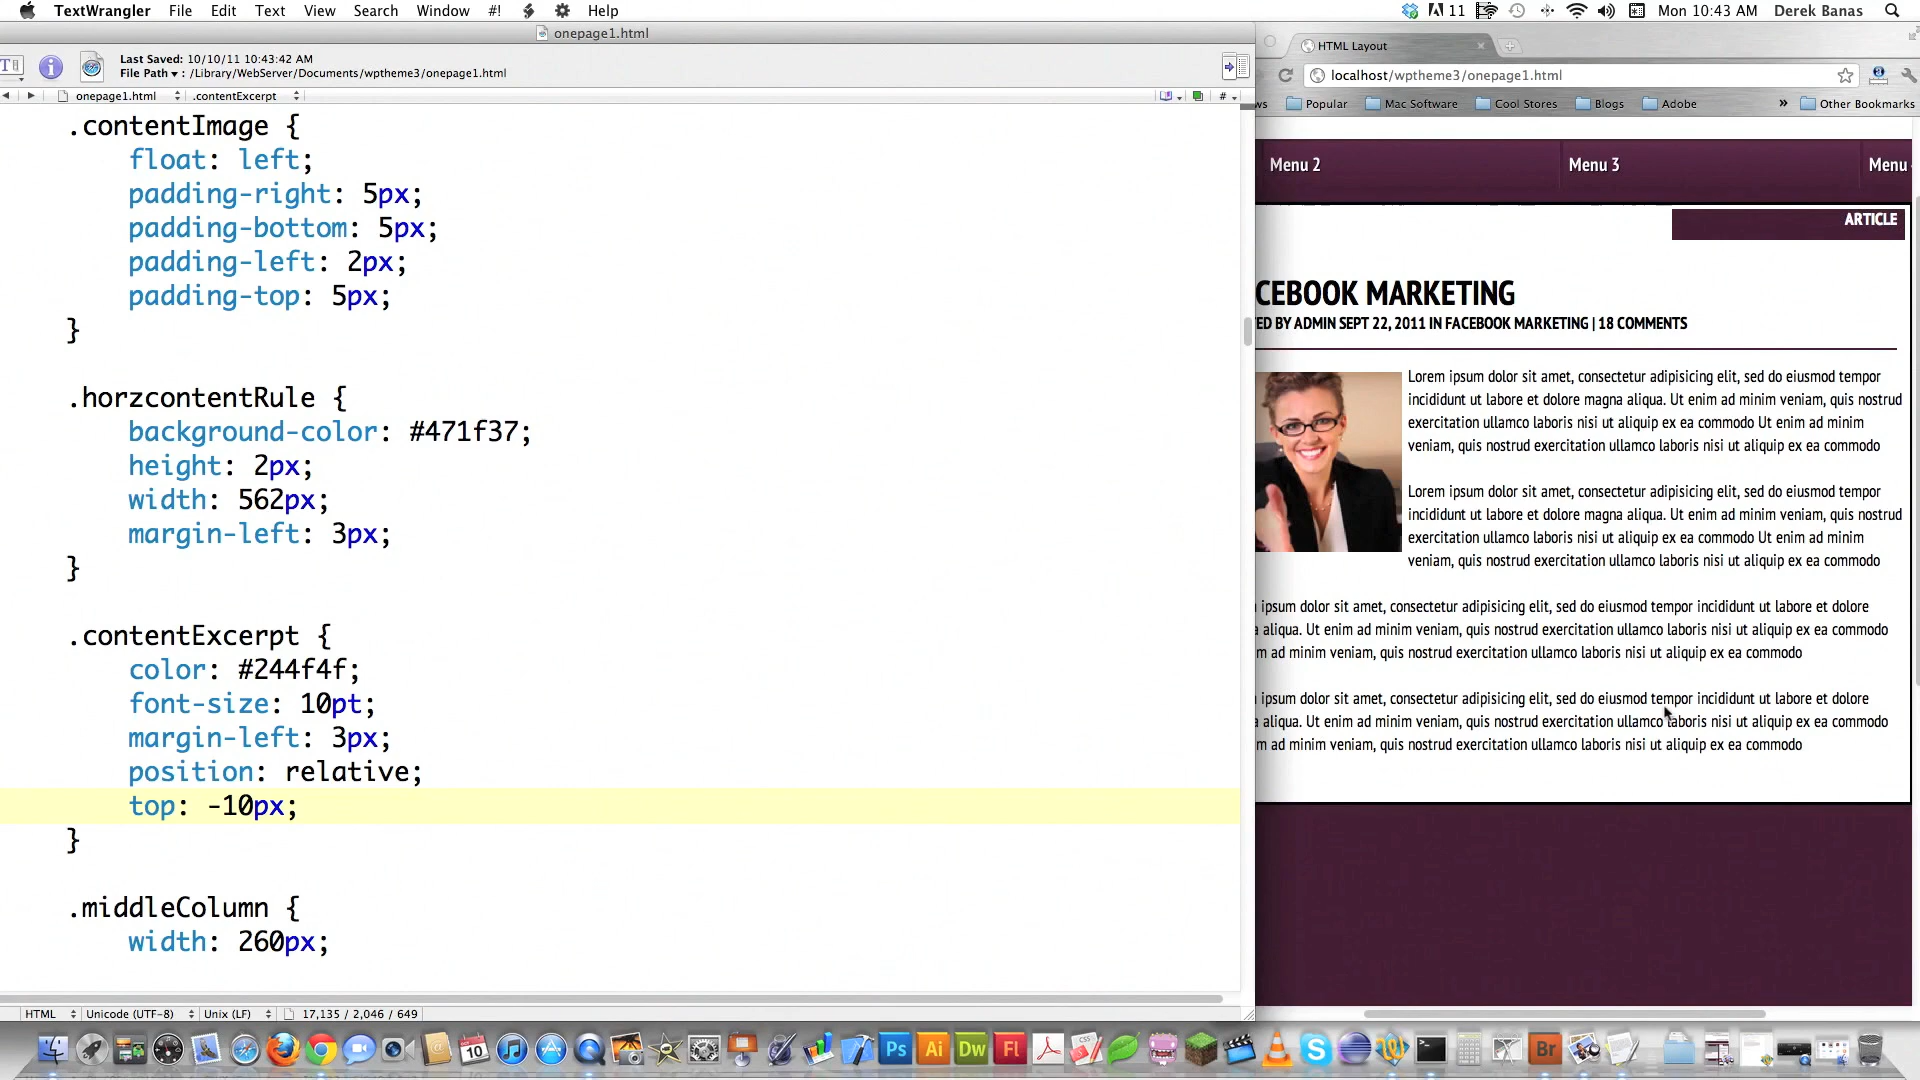 TextWrangler File Edit Text View Search Window #! Help
11 Mon 10:43 AM Derek Banas
onepage1.html
Last Saved: 10/10/11 10:43:42 AM
File Path ▾ : /Library/WebServer/Documents/wptheme3/onepage1.html
onepage1.html .contentExcerpt #
.contentImage {
float: left;
padding-right: 5px;
padding-bottom: 5px;
padding-left: 2px;
padding-top: 5px;
}
.horzcontentRule {
background-color: #471f37;
height: 2px;
width: 562px;
margin-left: 3px;
}
.contentExcerpt {
color: #244f4f;
font-size: 10pt;
margin-left: 3px;
position: relative;
top: -10px;
}
.middleColumn {
width: 260px;
HTML Unicode (UTF-8) Unix (LF) 17,135 / 2,046 / 649
HTML Layout
localhost/wptheme3/onepage1.html
ws Popular Mac Software Cool Stores Blogs Adobe » Other Bookmarks
Menu 2 Menu 3 Menu
ARTICLE
CEBOOK MARKETING
ED BY ADMIN SEPT 22, 2011 IN FACEBOOK MARKETING | 18 COMMENTS
Lorem ipsum dolor sit amet, consectetur adipisicing elit, sed do eiusmod tempor
incididunt ut labore et dolore magna aliqua. Ut enim ad minim veniam, quis nostrud
exercitation ullamco laboris nisi ut aliquip ex ea commodo Ut enim ad minim
veniam, quis nostrud exercitation ullamco laboris nisi ut aliquip ex ea commodo
Lorem ipsum dolor sit amet, consectetur adipisicing elit, sed do eiusmod tempor
incididunt ut labore et dolore magna aliqua. Ut enim ad minim veniam, quis nostrud
exercitation ullamco laboris nisi ut aliquip ex ea commodo Ut enim ad minim
veniam, quis nostrud exercitation ullamco laboris nisi ut aliquip ex ea commodo
ipsum dolor sit amet, consectetur adipisicing elit, sed do eiusmod tempor incididunt ut labore et dolore
aliqua. Ut enim ad minim veniam, quis nostrud exercitation ullamco laboris nisi ut aliquip ex ea commodo
m ad minim veniam, quis nostrud exercitation ullamco laboris nisi ut aliquip ex ea commodo
ipsum dolor sit amet, consectetur adipisicing elit, sed do eiusmod tempor incididunt ut labore et dolore
aliqua. Ut enim ad minim veniam, quis nostrud exercitation ullamco laboris nisi ut aliquip ex ea commodo
m ad minim veniam, quis nostrud exercitation ullamco laboris nisi ut aliquip ex ea commodo
10 Ps Ai Dw Fl Br